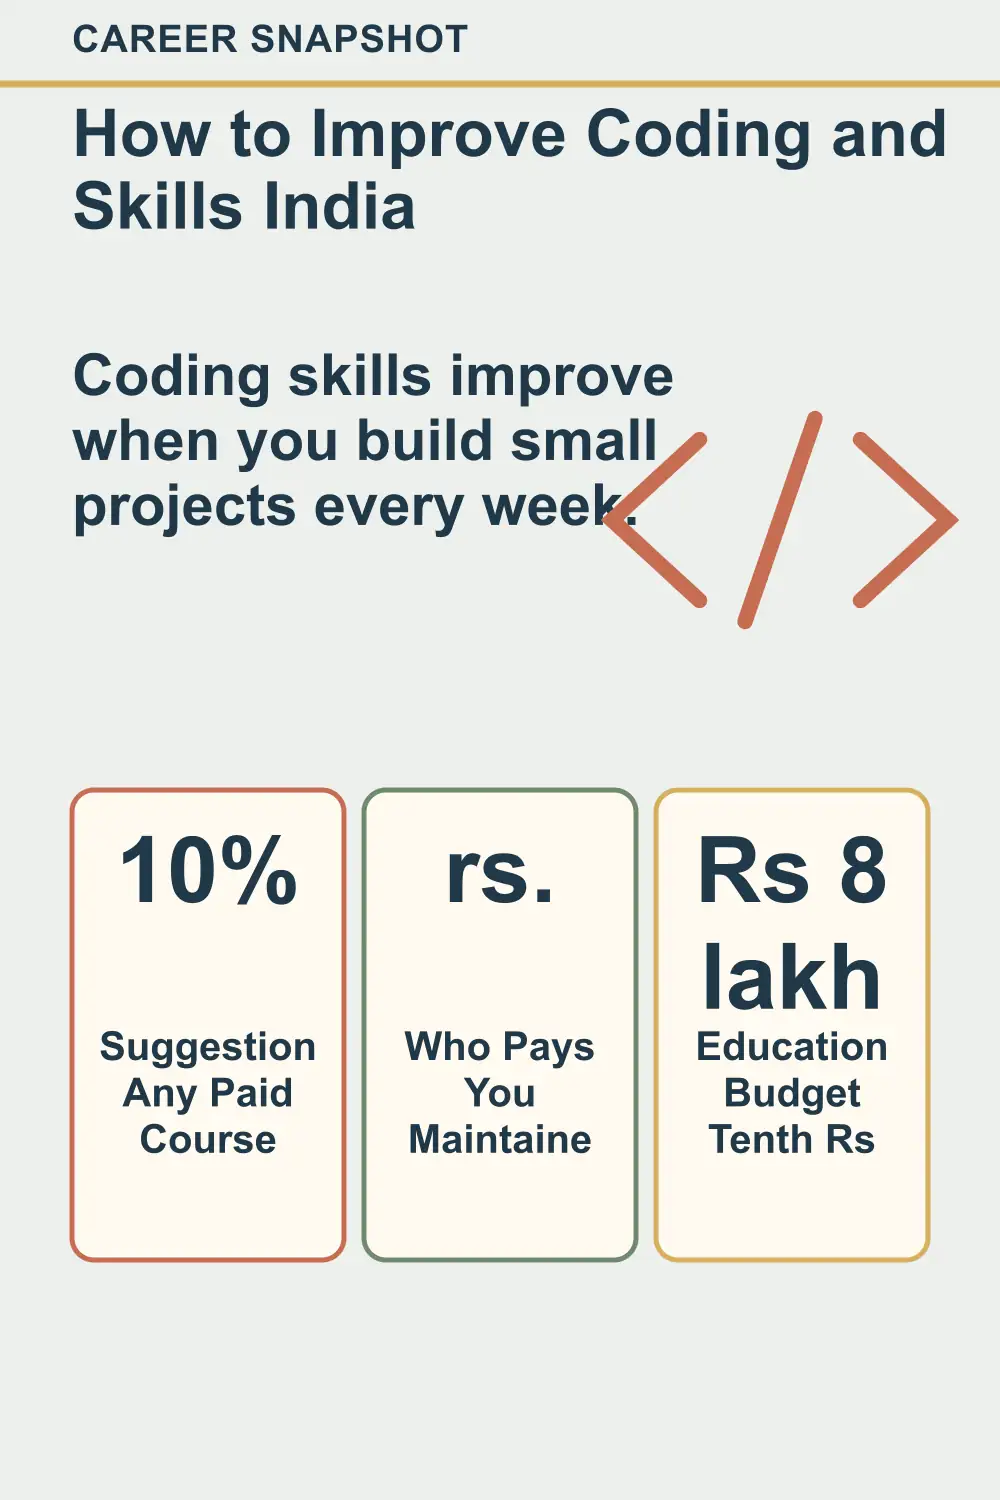 CAREER SNAPSHOT
How to Improve Coding and
Skills India
Coding skills improve
when you build small
projects every week.
10%
Suggestion
Any Paid
Course
rs.
Who Pays
You
Maintaine
Rs 8
lakh
Education
Budget
Tenth Rs